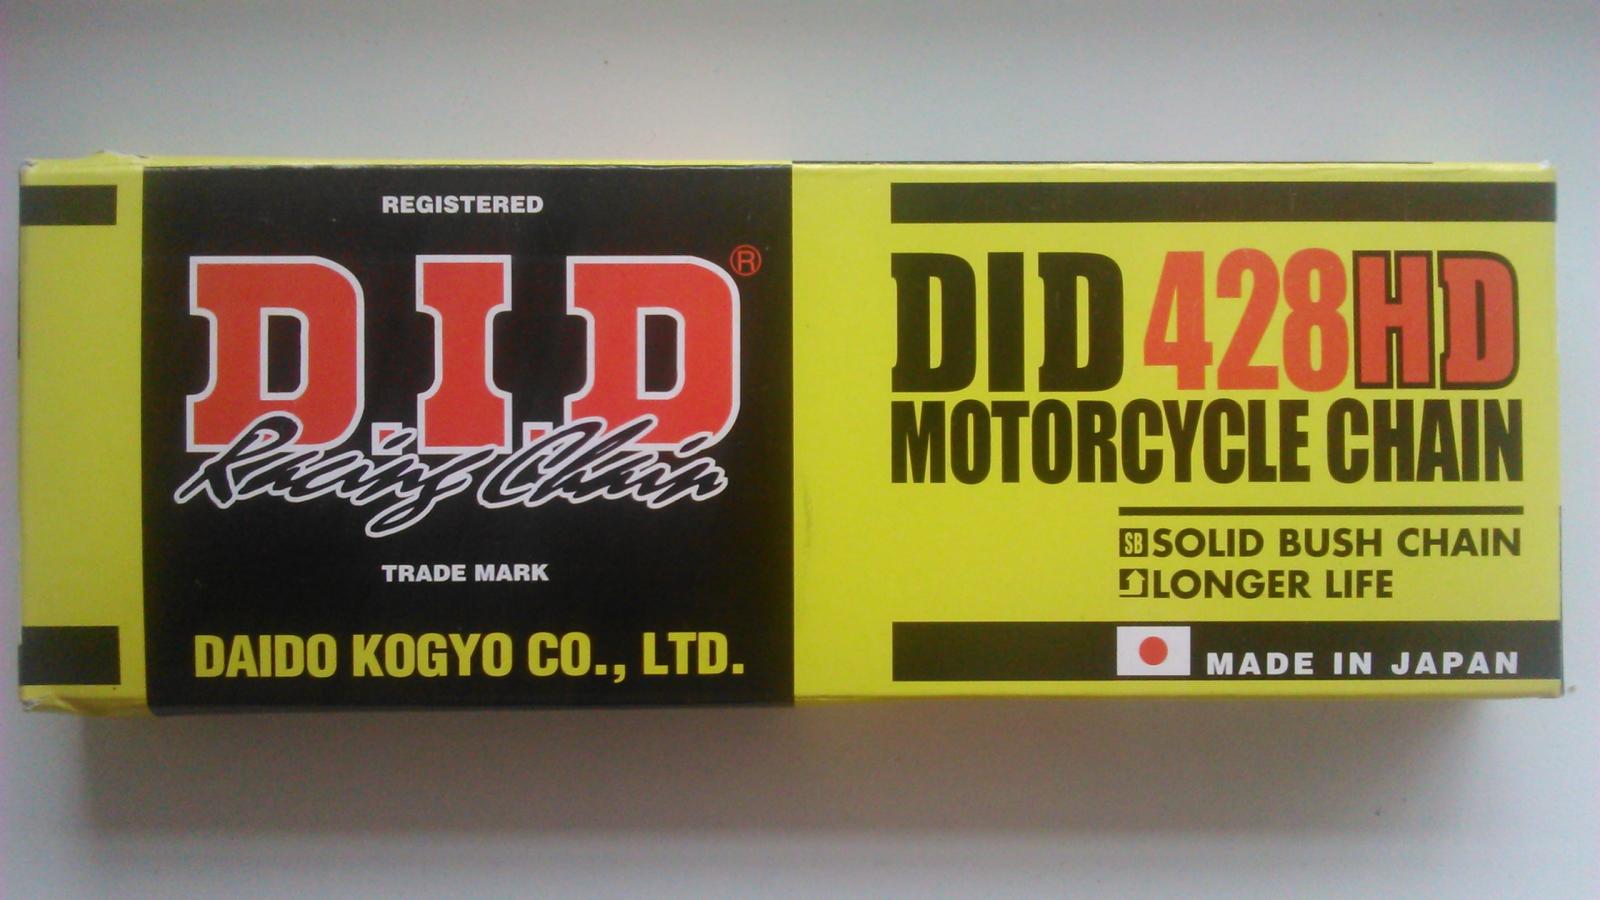 REGISTERED
D.I.D®
Racing Chain
TRADE MARK
DAIDO KOGYO CO., LTD.
DID 428HD
MOTORCYCLE CHAIN
SB SOLID BUSH CHAIN
LONGER LIFE
MADE IN JAPAN